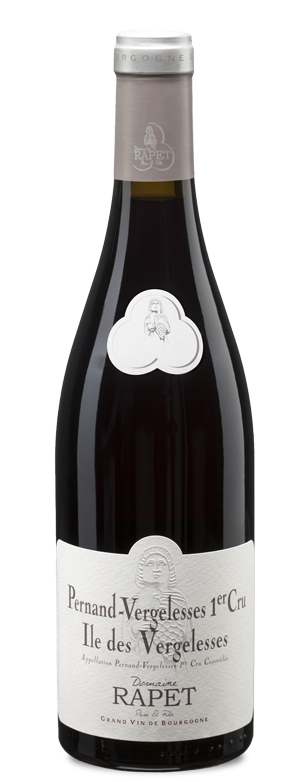 BOURGOGNE
RAPET
Pernand-Vergelesses 1er Cru
Ile des Vergelesses
Appellation Pernand-Vergelesses 1er Cru Contrôlée
Domaine
RAPET
Père & Fils
GRAND VIN DE BOURGOGNE